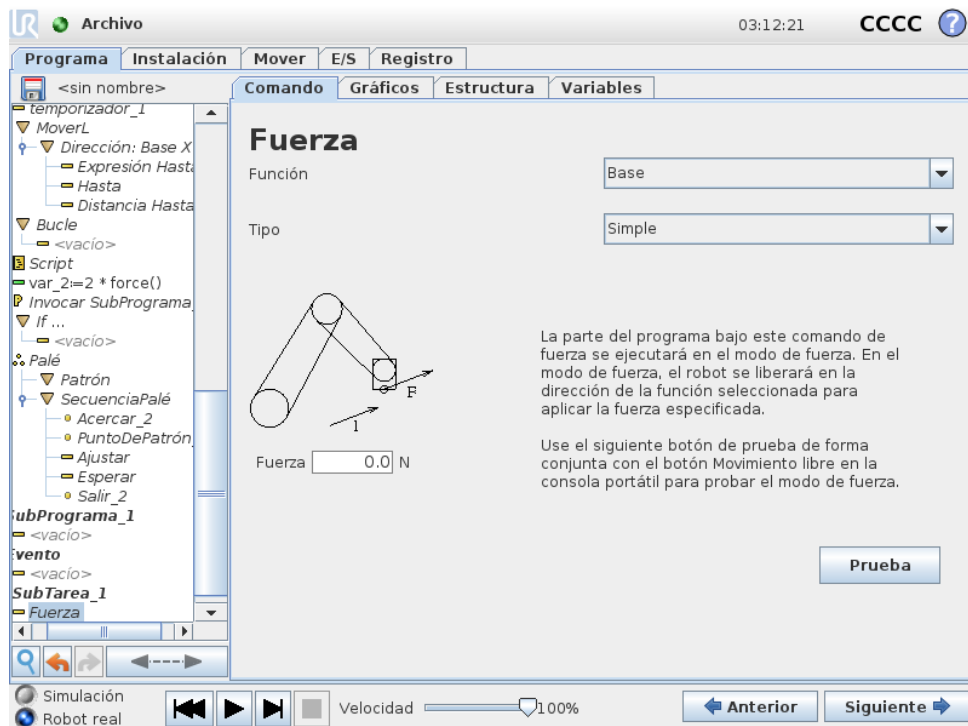 UR Archivo 03:12:21 CCCC ?
Programa Instalación Mover E/S Registro
<sin nombre>
Comando Gráficos Estructura Variables
temporizador_1
MoverL
Dirección: Base X
Expresión Hasta
Hasta
Distancia Hasta
Bucle
<vacío>
Script
var_2:=2 * force()
Invocar SubPrograma_
If ...
<vacío>
Palé
Patrón
SecuenciaPalé
Acercar_2
PuntoDePatrón_
Ajustar
Esperar
Salir_2
SubPrograma_1
<vacío>
Evento
<vacío>
SubTarea_1
Fuerza
Fuerza
Función Base
Tipo Simple
F
1
Fuerza 0.0 N
La parte del programa bajo este comando de
fuerza se ejecutará en el modo de fuerza. En el
modo de fuerza, el robot se liberará en la
dirección de la función seleccionada para
aplicar la fuerza especificada.
Use el siguiente botón de prueba de forma
conjunta con el botón Movimiento libre en la
consola portátil para probar el modo de fuerza.
Prueba
Simulación
Robot real
Velocidad 100%
Anterior Siguiente